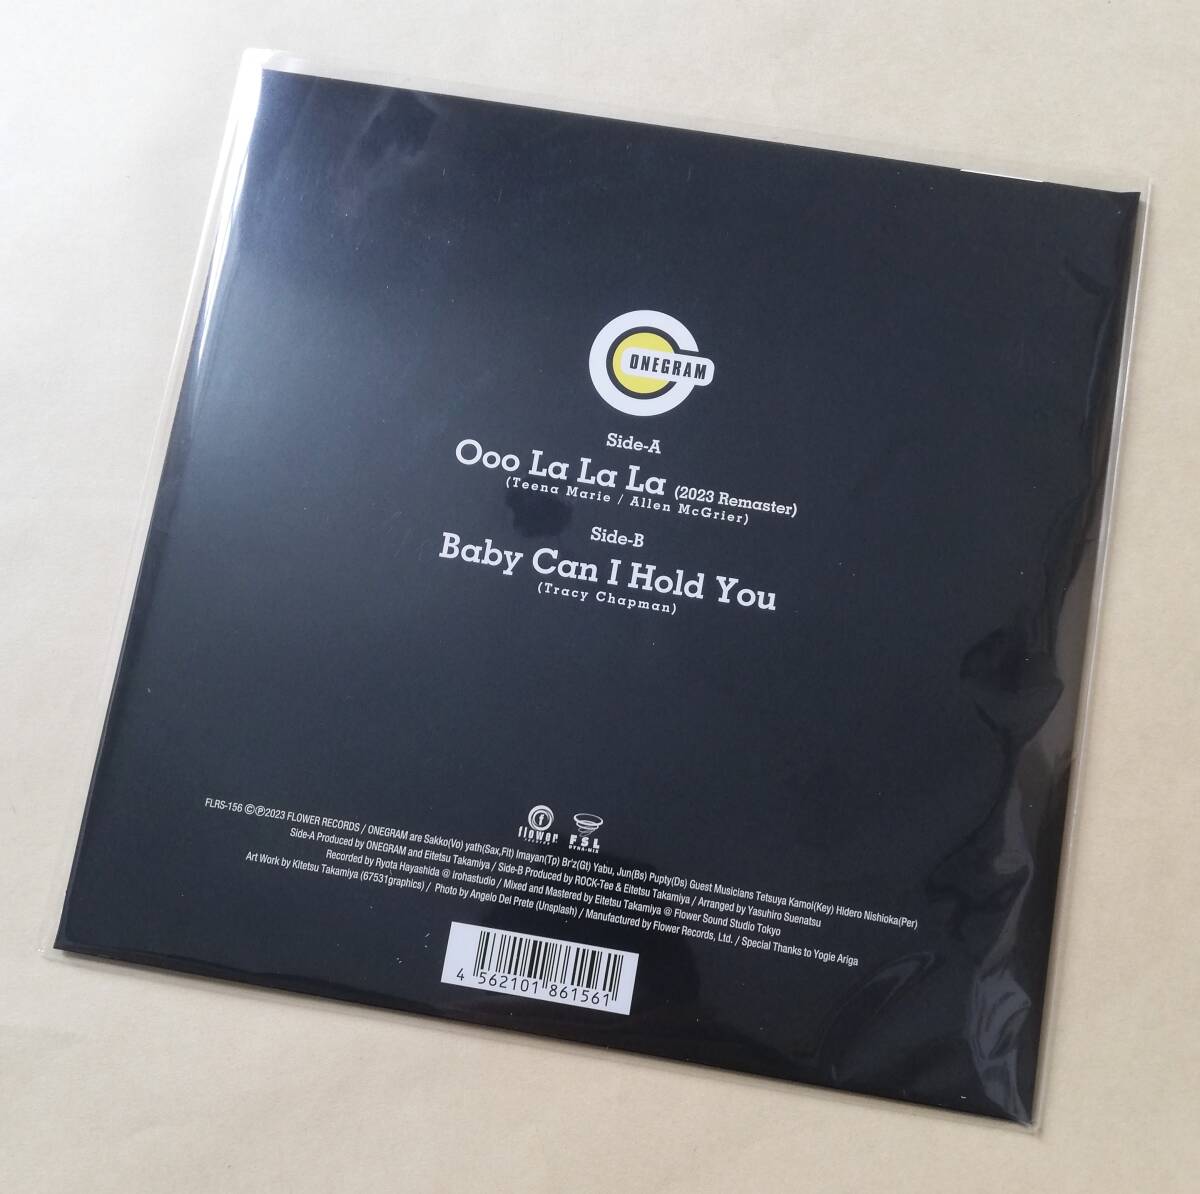 ONEGRAM
Side-A
Ooo La La La (2023 Remaster)
(Teena Marie / Allen McGrier)
Side-B
Baby Can I Hold You
(Tracy Chapman)
flower
FSL
FLRS-156 ©℗2023 FLOWER RECORDS / ONEGRAM are Sakko(Vo) yath(Sax,Flt) Imayan(Tp) Br'z(Gt) Yabu, Jun(Bs) Pupty(Ds) Guest Musicians Tetsuya Kamoi(Key) Hidero Nishioka(Per)
Side-A Produced by ONEGRAM and Eitetsu Takamiya / Side-B Produced by ROCK-Tee & Eitetsu Takamiya / Arranged by Yasuhiro Suenatsu
Recorded by Ryota Hayashida @ irohastudio / Mixed and Mastered by Eitetsu Takamiya @ Flower Sound Studio Tokyo
Art Work by Kitetsu Takamiya (67531graphics) / Photo by Angelo Del Prete (Unsplash) / Manufactured by Flower Records, Ltd. / Special Thanks to Yogie Ariga
4 562101 861561